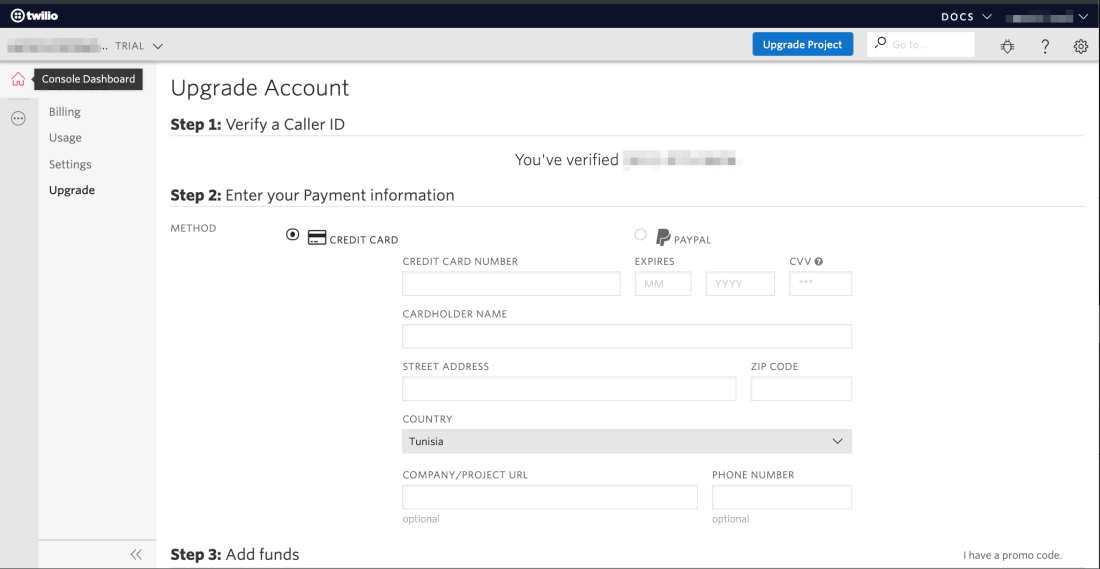 twilio
DOCS
... TRIAL
Upgrade Project
Go to...
?
Console Dashboard
Billing
Usage
Settings
Upgrade
Upgrade Account
Step 1: Verify a Caller ID
You've verified
Step 2: Enter your Payment information
METHOD
CREDIT CARD
PAYPAL
CREDIT CARD NUMBER
EXPIRES
CVV ?
MM
YYYY
***
CARDHOLDER NAME
STREET ADDRESS
ZIP CODE
COUNTRY
Tunisia
COMPANY/PROJECT URL
PHONE NUMBER
optional
optional
Step 3: Add funds
I have a promo code.